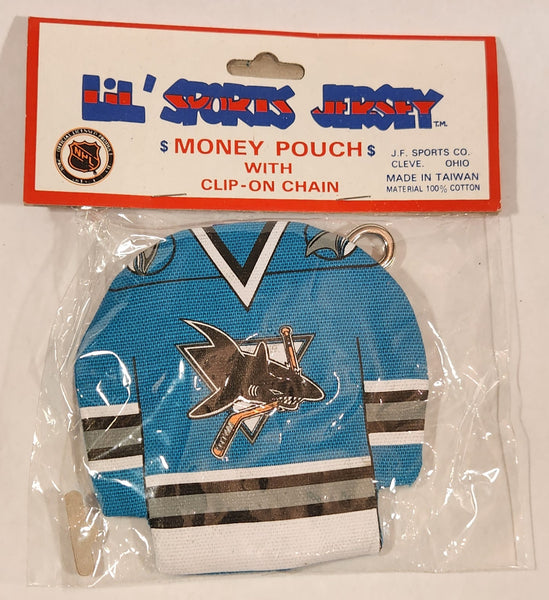 LiL' SPORTS JERSEY T.M.
$ MONEY POUCH $
WITH
CLIP-ON CHAIN
J.F. SPORTS CO.
CLEVE. OHIO
MADE IN TAIWAN
MATERIAL 100% COTTON
NHL